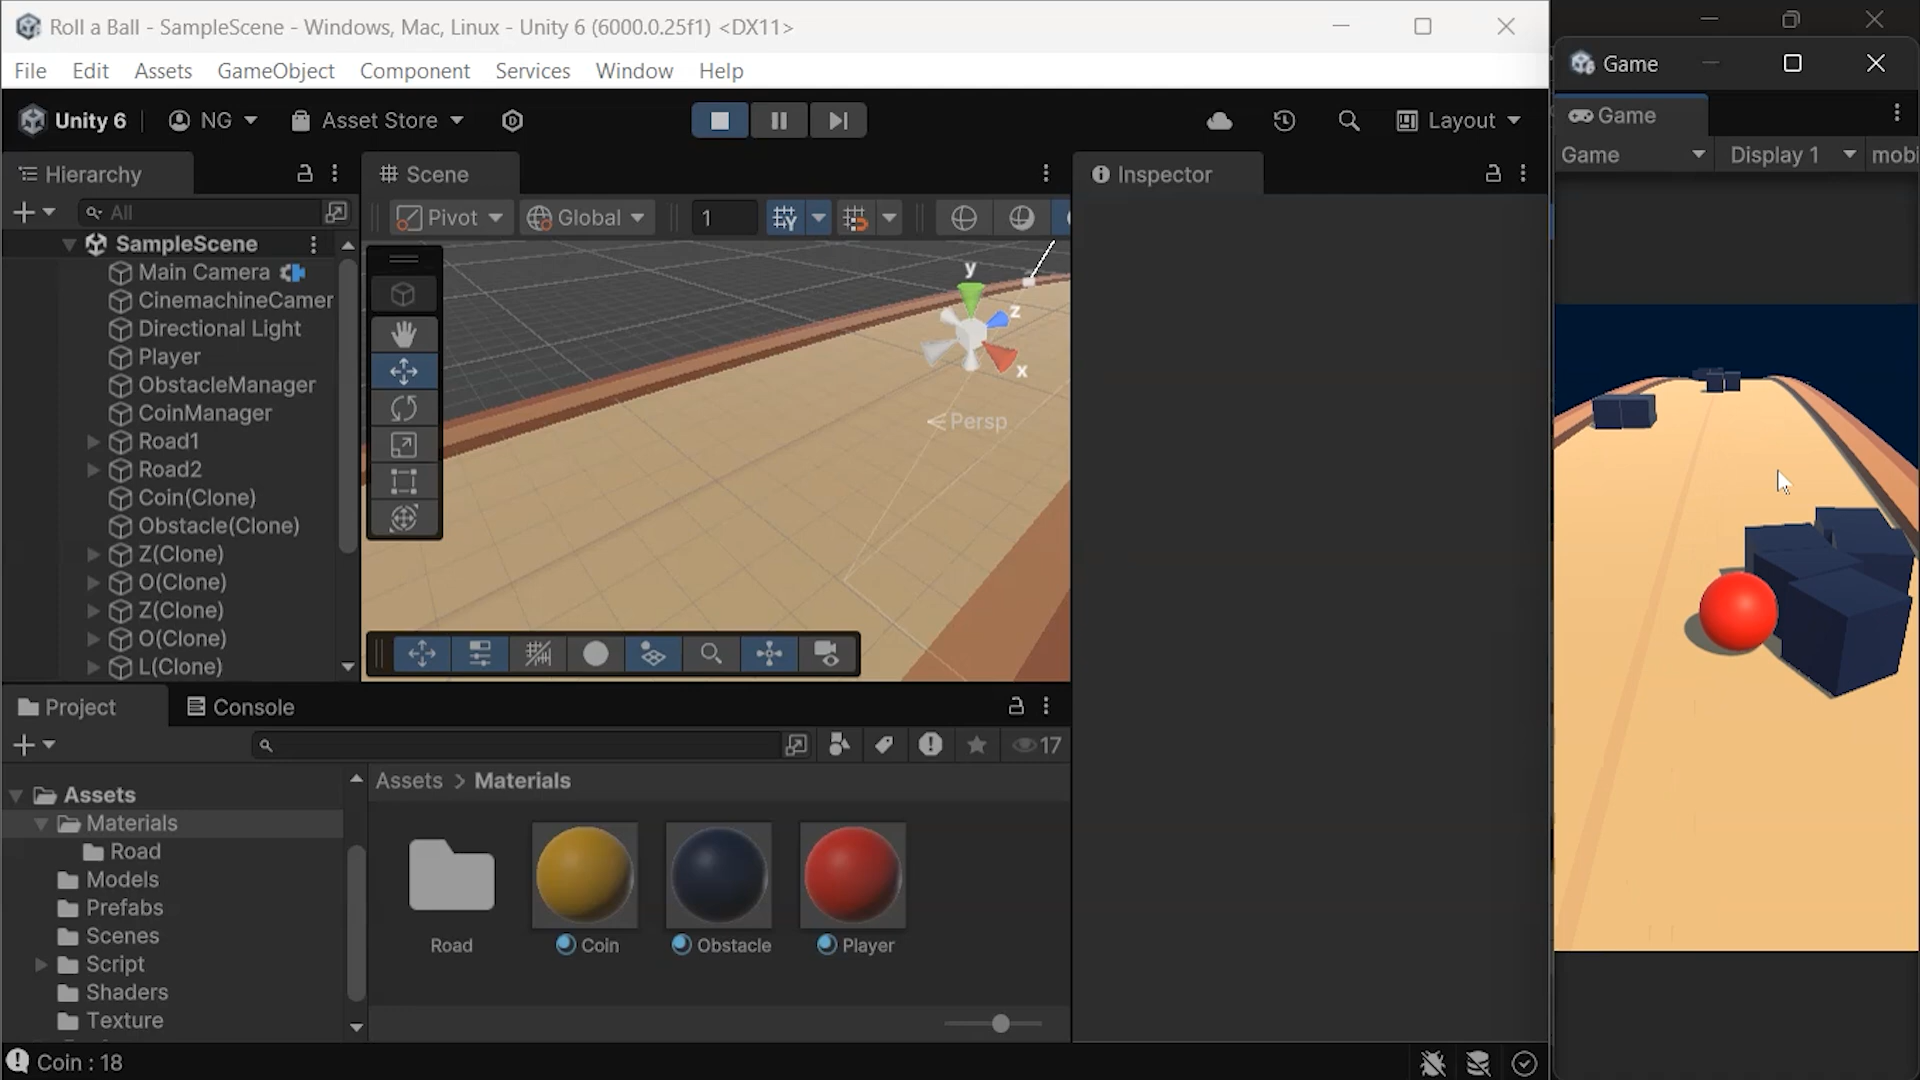 Roll a Ball - SampleScene - Windows, Mac, Linux - Unity 6 (6000.0.25f1) <DX11>
File Edit Assets GameObject Component Services Window Help
Unity 6 NG Asset Store Layout
Hierarchy
All
SampleScene
Main Camera
CinemachineCamer
Directional Light
Player
ObstacleManager
CoinManager
Road1
Road2
Coin(Clone)
Obstacle(Clone)
Z(Clone)
O(Clone)
Z(Clone)
O(Clone)
L(Clone)
Scene
Pivot Global 1
y
z
x
Persp
Inspector
Project Console
17
Assets
Materials
Road
Models
Prefabs
Scenes
Script
Shaders
Texture
Assets > Materials
Road Coin Obstacle Player
Coin : 18
Game
Game
Game Display 1 mobi